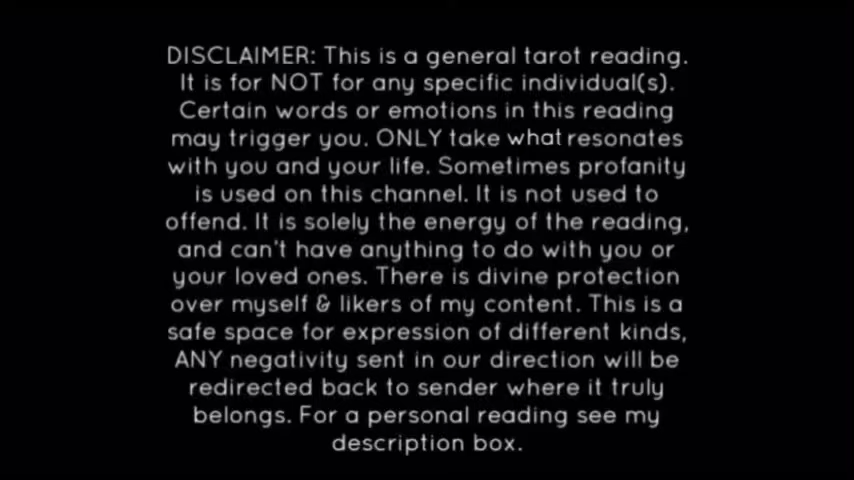 DISCLAIMER: This is a general tarot reading.
It is for NOT for any specific individual(s).
Certain words or emotions in this reading
may trigger you. ONLY take what resonates
with you and your life. Sometimes profanity
is used on this channel. It is not used to
offend. It is solely the energy of the reading,
and can't have anything to do with you or
your loved ones. There is divine protection
over myself & likers of my content. This is a
safe space for expression of different kinds,
ANY negativity sent in our direction will be
redirected back to sender where it truly
belongs. For a personal reading see my
description box.